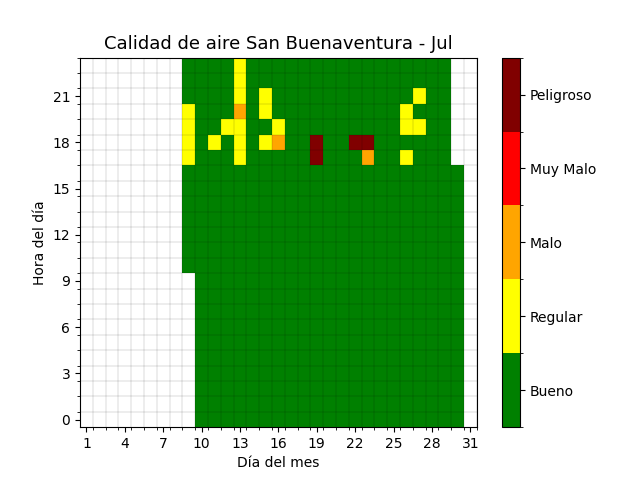 Calidad de aire San Buenaventura - Jul
Hora del día
21
18
15
12
9
6
3
0
1 4 7 10 13 16 19 22 25 28 31
Día del mes
Peligroso
Muy Malo
Malo
Regular
Bueno